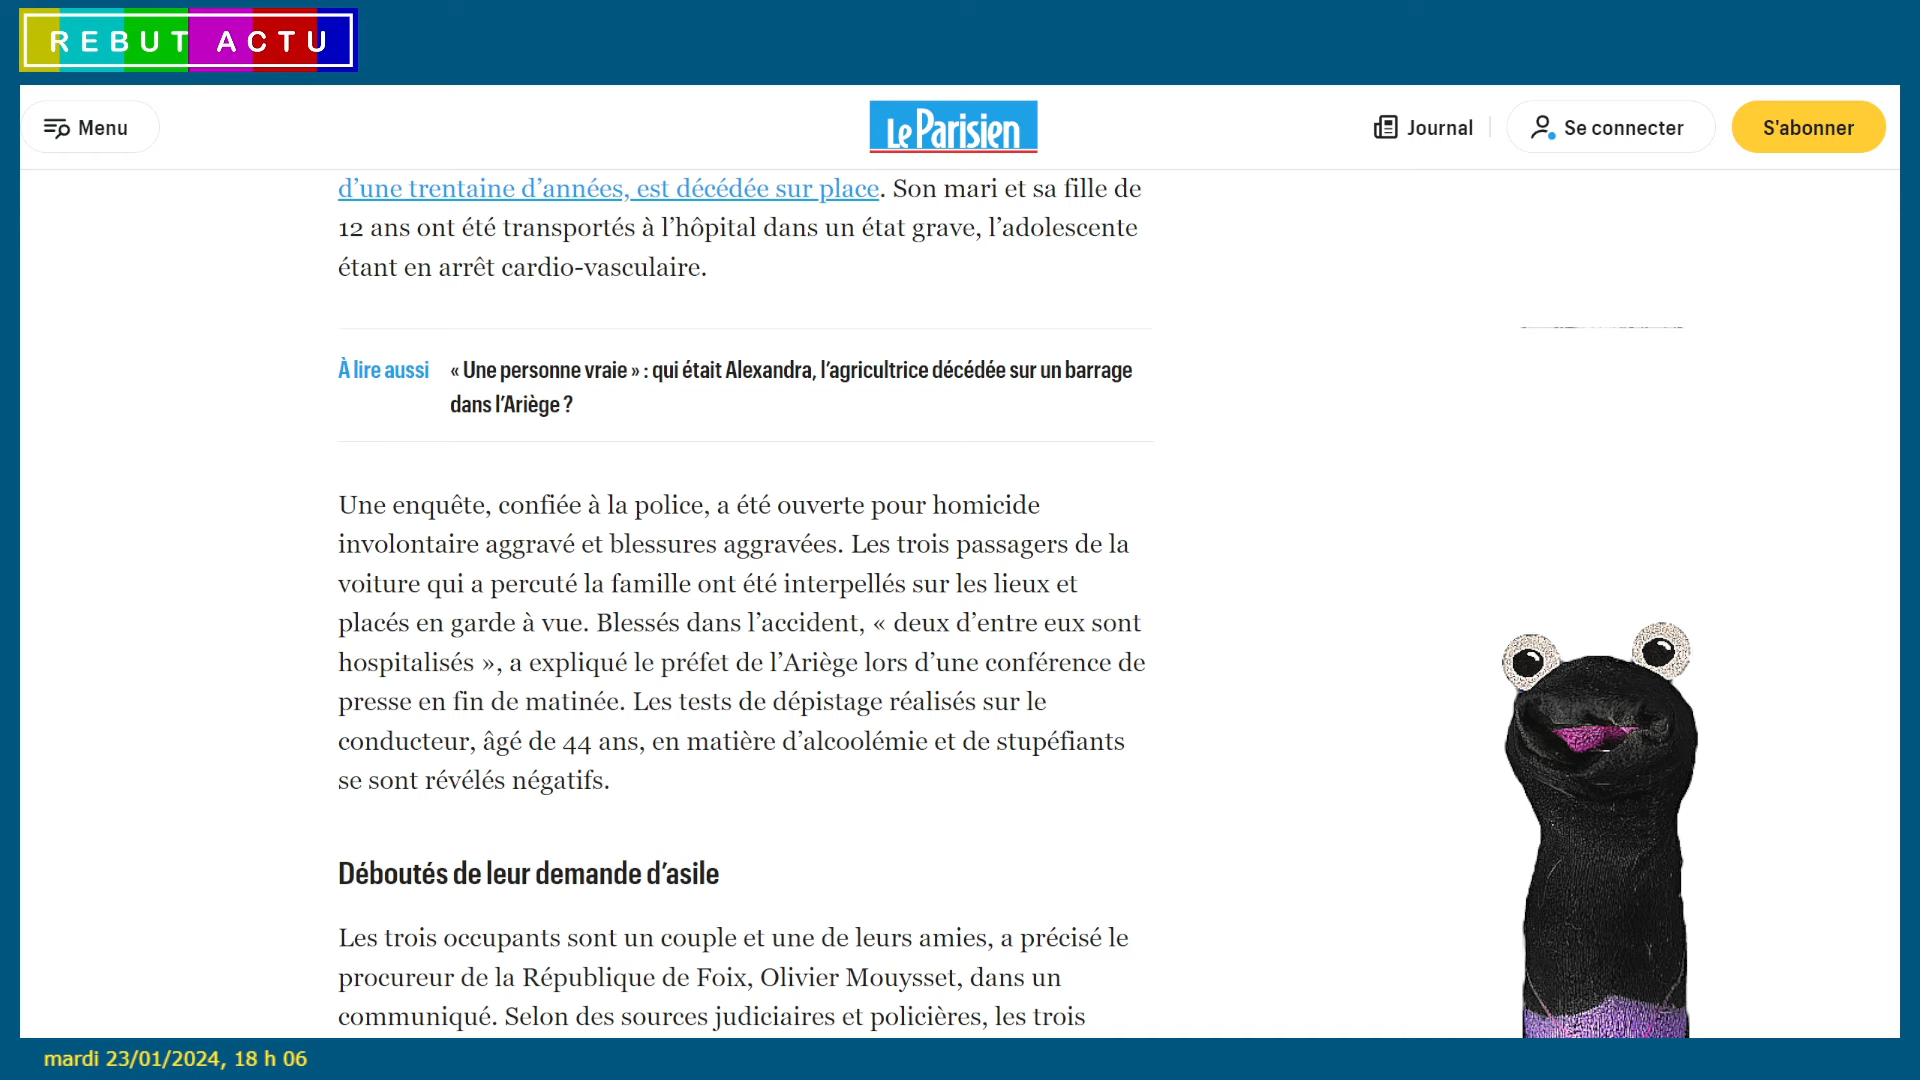 REBUT ACTU
Menu
Le Parisien
Journal
Se connecter
S'abonner
d’une trentaine d’années, est décédée sur place. Son mari et sa fille de
12 ans ont été transportés à l’hôpital dans un état grave, l’adolescente
étant en arrêt cardio-vasculaire.
À lire aussi
« Une personne vraie » : qui était Alexandra, l’agricultrice décédée sur un barrage
dans l’Ariège ?
Une enquête, confiée à la police, a été ouverte pour homicide
involontaire aggravé et blessures aggravées. Les trois passagers de la
voiture qui a percuté la famille ont été interpellés sur les lieux et
placés en garde à vue. Blessés dans l’accident, « deux d’entre eux sont
hospitalisés », a expliqué le préfet de l’Ariège lors d’une conférence de
presse en fin de matinée. Les tests de dépistage réalisés sur le
conducteur, âgé de 44 ans, en matière d’alcoolémie et de stupéfiants
se sont révélés négatifs.
Déboutés de leur demande d’asile
Les trois occupants sont un couple et une de leurs amies, a précisé le
procureur de la République de Foix, Olivier Mouysset, dans un
communiqué. Selon des sources judiciaires et policières, les trois
mardi 23/01/2024, 18 h 06